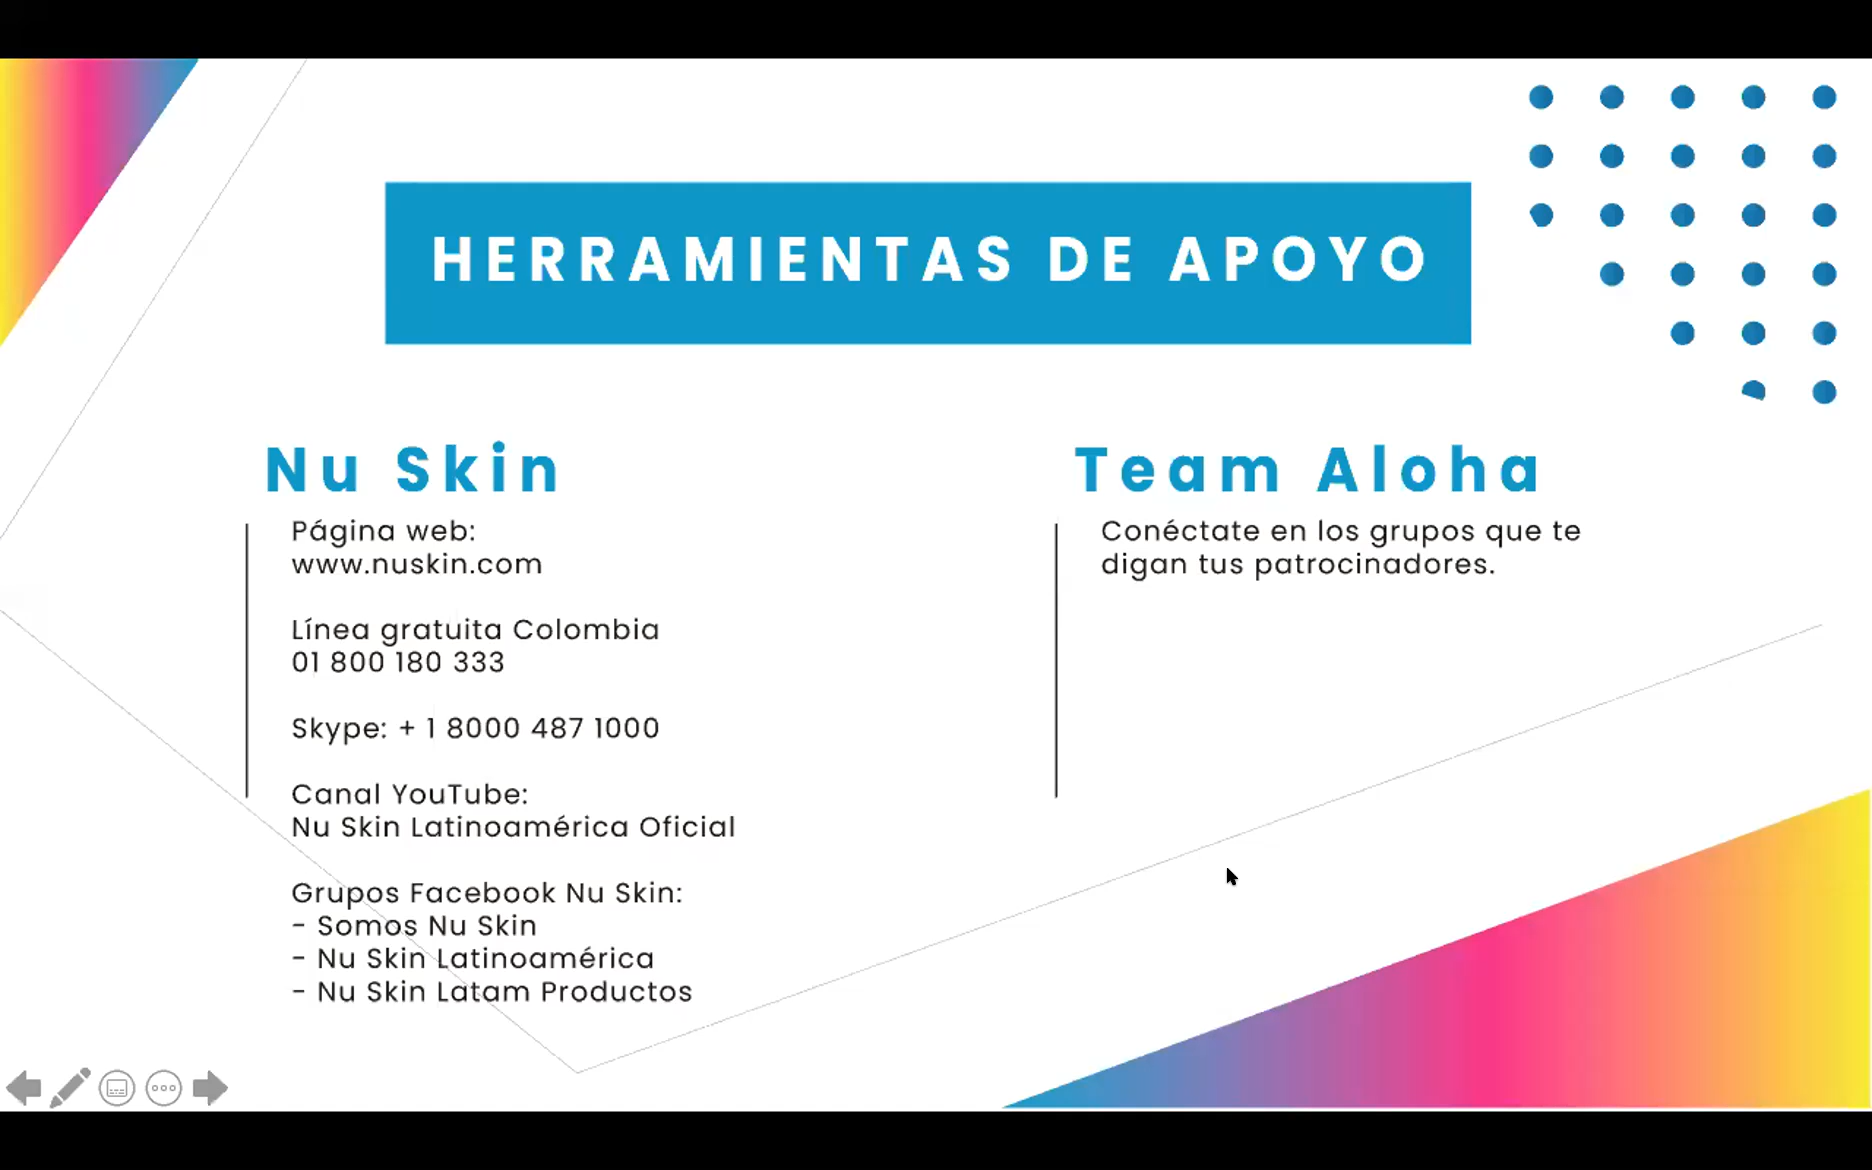 HERRAMIENTAS DE APOYO
Nu Skin
Página web:
www.nuskin.com
Línea gratuita Colombia
01 800 180 333
Skype: + 1 8000 487 1000
Canal YouTube:
Nu Skin Latinoamérica Oficial
Grupos Facebook Nu Skin:
- Somos Nu Skin
- Nu Skin Latinoamérica
- Nu Skin Latam Productos
Team Aloha
Conéctate en los grupos que te
digan tus patrocinadores.